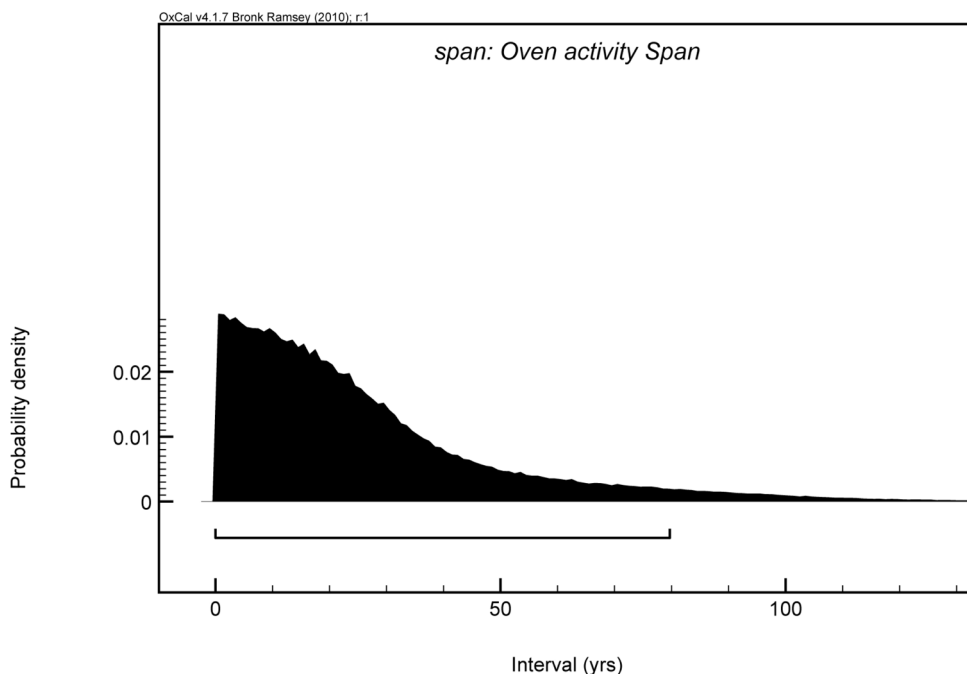 OxCal v4.1.7 Bronk Ramsey (2010); r:1
span: Oven activity Span
Probability density
0.02
0.01
0
0 50 100
Interval (yrs)